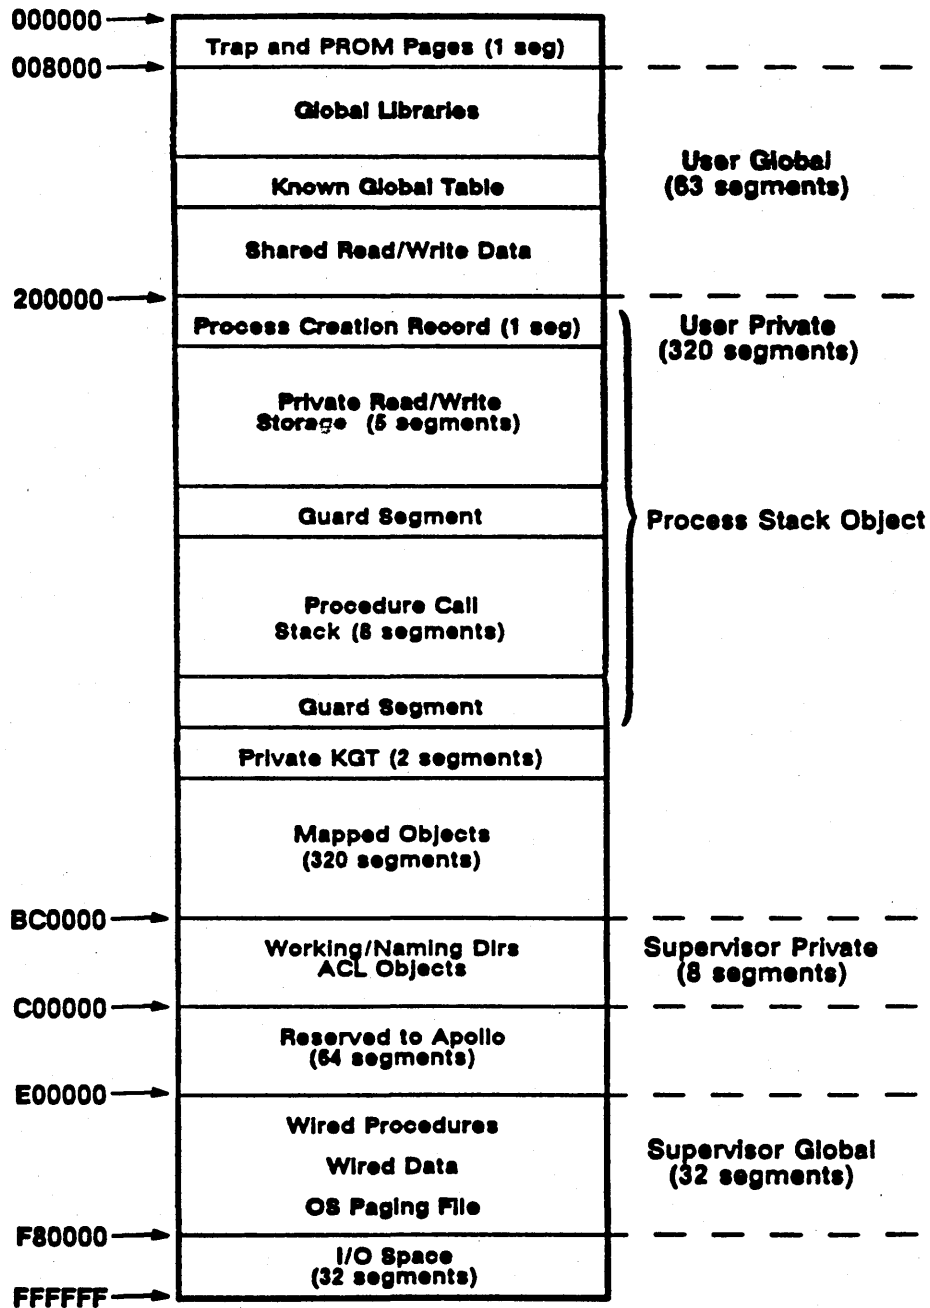 000000
Trap and PROM Pages (1 seg)
008000
Global Libraries
User Global
(63 segments)
Known Global Table
Shared Read/Write Data
200000
Process Creation Record (1 seg)
User Private
(320 segments)
Private Read/Write
Storage (5 segments)
Guard Segment
Process Stack Object
Procedure Call
Stack (8 segments)
Guard Segment
Private KGT (2 segments)
Mapped Objects
(320 segments)
BC0000
Working/Naming Dirs
ACL Objects
Supervisor Private
(8 segments)
C00000
Reserved to Apollo
(64 segments)
E00000
Wired Procedures
Wired Data
OS Paging File
Supervisor Global
(32 segments)
F80000
I/O Space
(32 segments)
FFFFFF